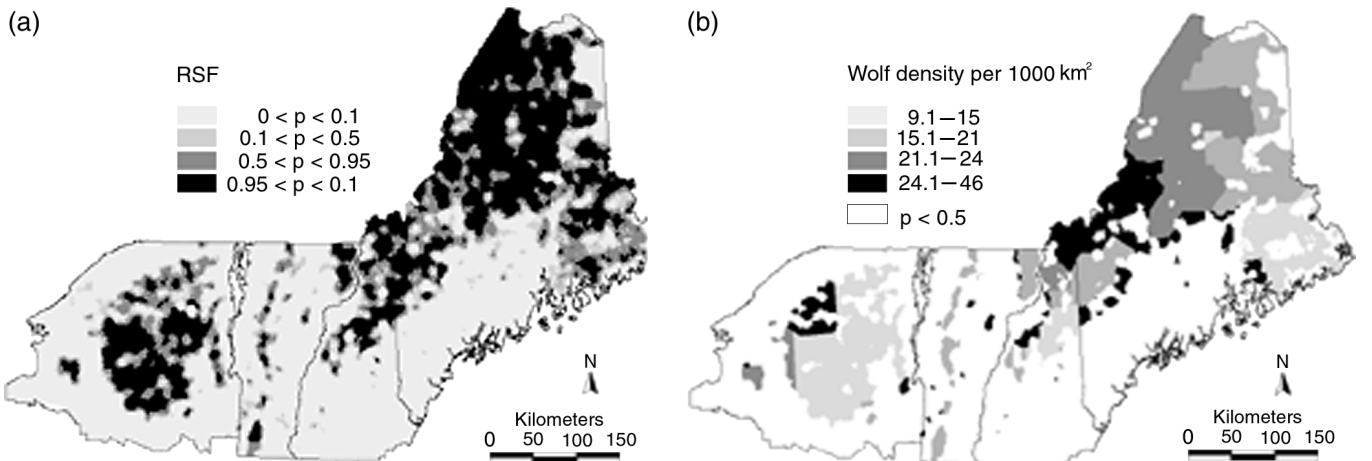 (a)
RSF
0 < p < 0.1
0.1 < p < 0.5
0.5 < p < 0.95
0.95 < p < 0.1
N
Kilometers
0 50 100 150
(b)
Wolf density per 1000 km²
9.1–15
15.1–21
21.1–24
24.1–46
p < 0.5
N
Kilometers
0 50 100 150